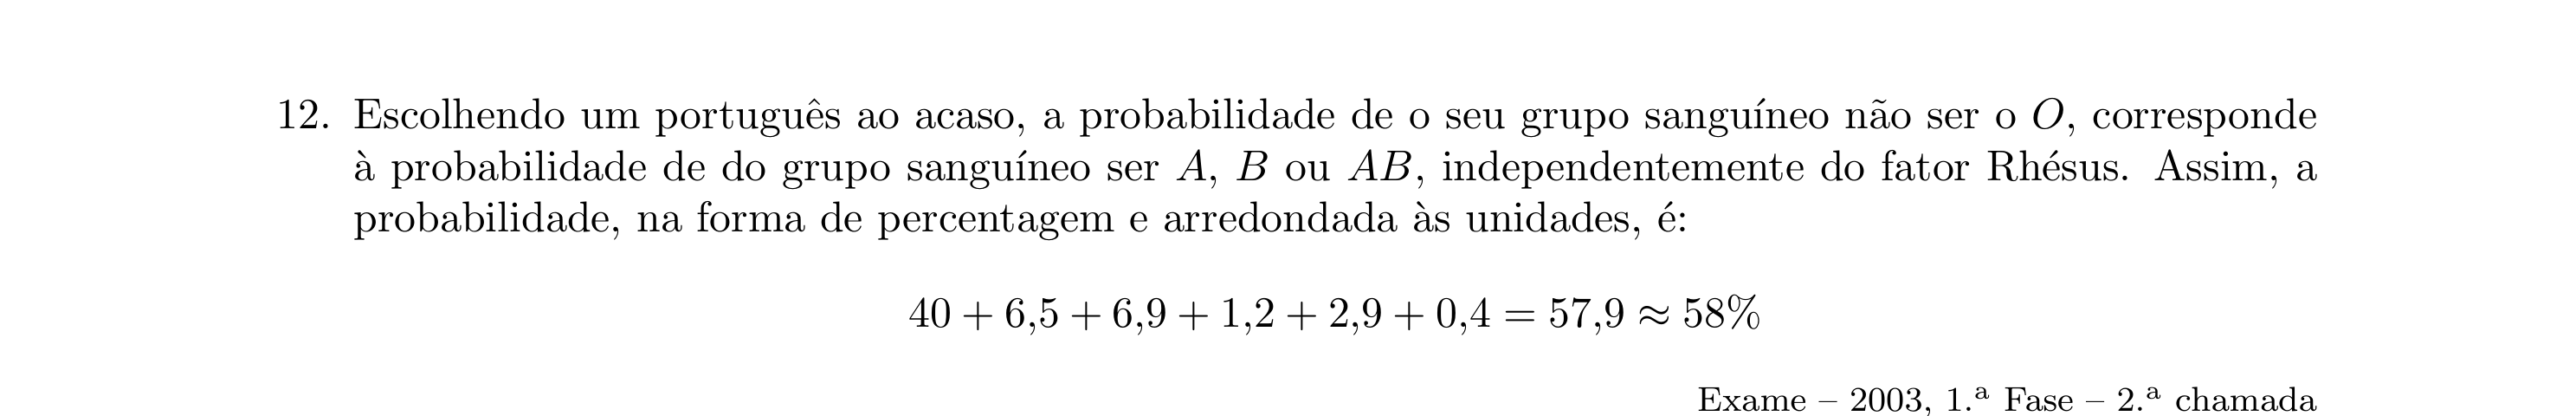 12. Escolhendo um português ao acaso, a probabilidade de o seu grupo sanguíneo não ser o O, corresponde
à probabilidade de do grupo sanguíneo ser A, B ou AB, independentemente do fator Rhésus. Assim, a
probabilidade, na forma de percentagem e arredondada às unidades, é:
40 + 6,5 + 6,9 + 1,2 + 2,9 + 0,4 = 57,9 ≈ 58%
Exame – 2003, 1.ª Fase – 2.ª chamada